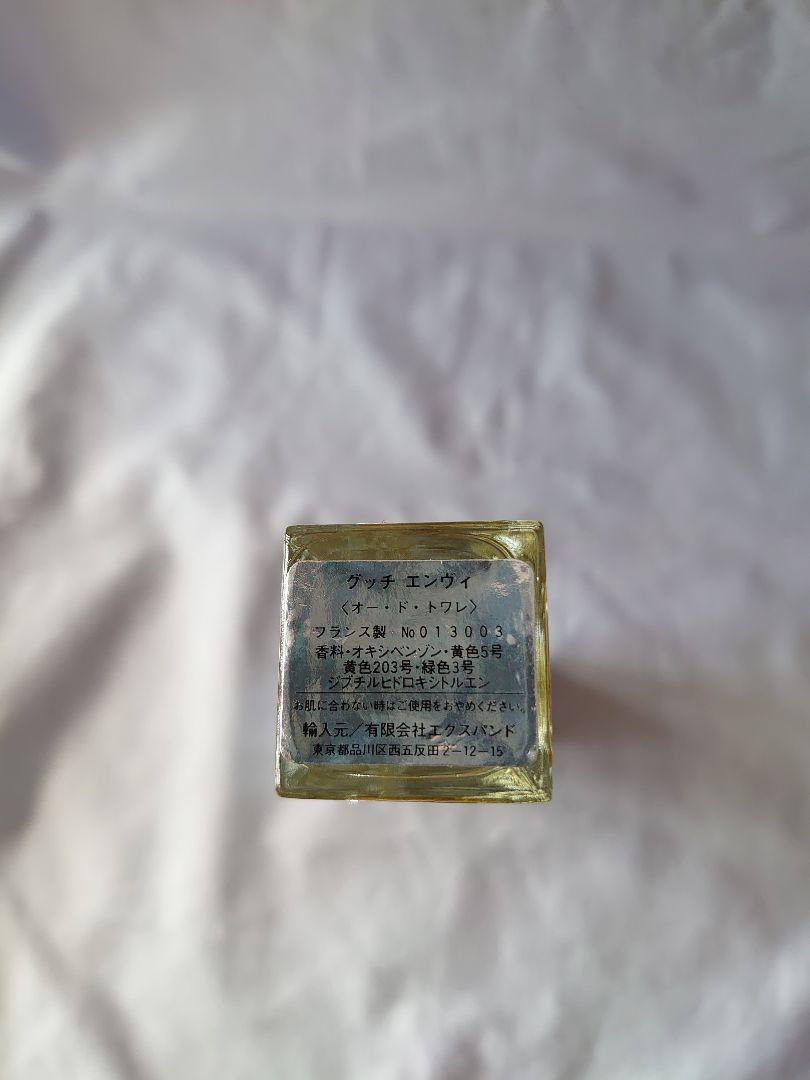 グッチ エンヴィ
〈オー・ド・トワレ〉
フランス製 №013003
香料・オキシベンゾン・黄色5号
黄色203号・緑色3号
ジブチルヒドロキシトルエン
お肌に合わない時はご使用をおやめください。
輸入元／有限会社エクスバンド
東京都品川区西五反田2−12−15